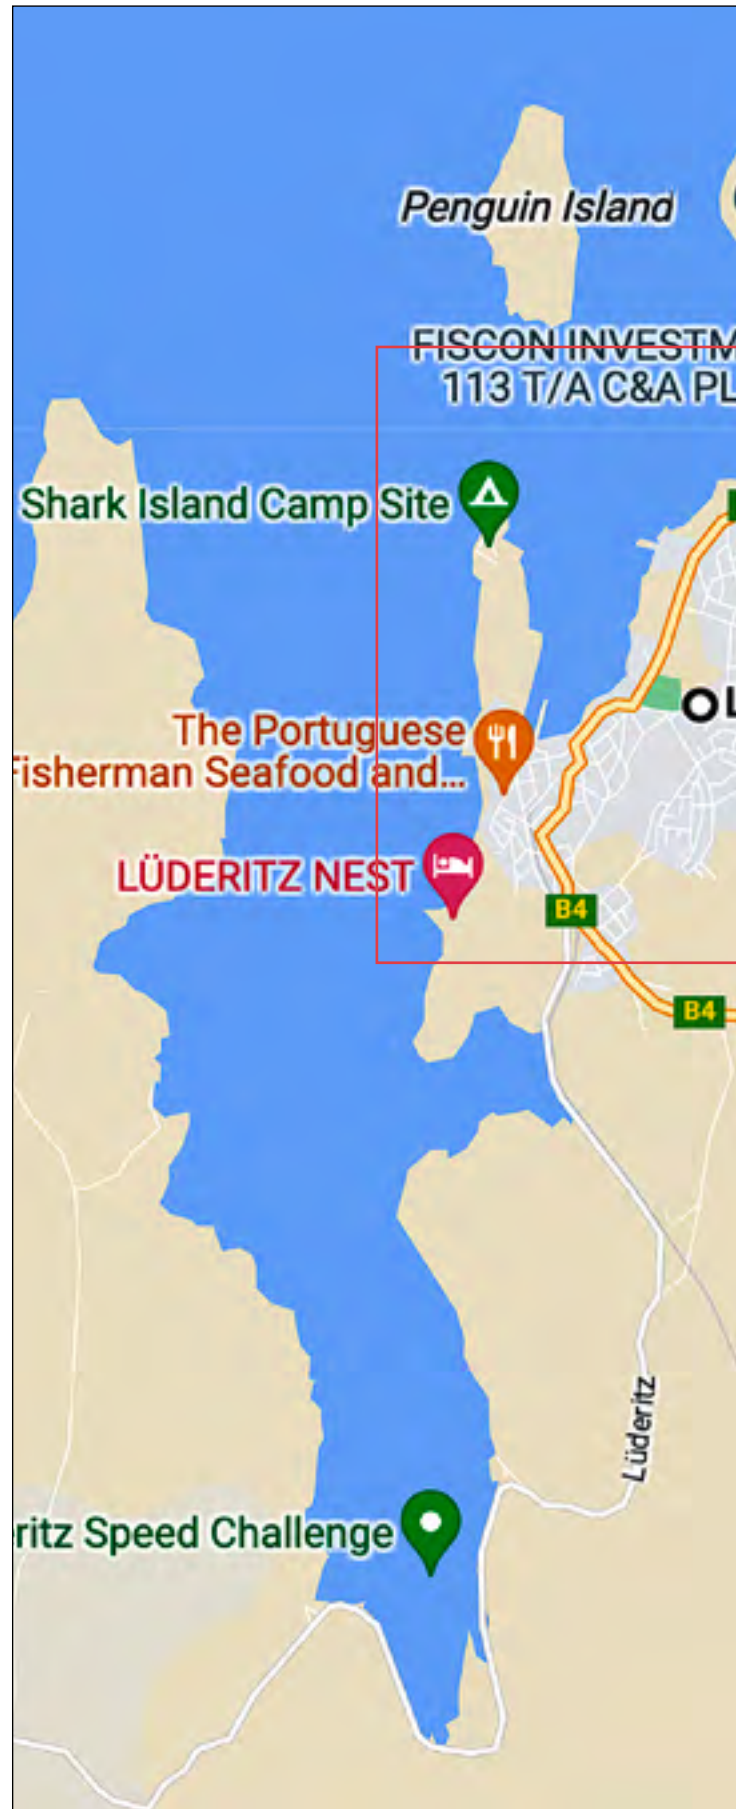 Penguin Island
FISCON INVESTM
113 T/A C&A PL
Shark Island Camp Site
The Portuguese
Fisherman Seafood and...
LÜDERITZ NEST
B4
B4
Lüderitz
eritz Speed Challenge